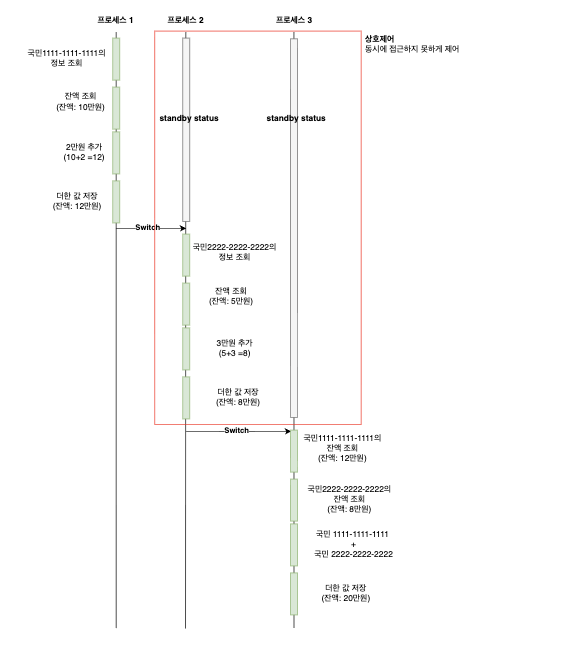 프로세스 1
프로세스 2
프로세스 3
상호제어
동시에 접근하지 못하게 제어
국민1111-1111-1111의
정보 조회
잔액 조회
(잔액: 10만원)
standby status
standby status
2만원 추가
(10+2 =12)
더한 값 저장
(잔액: 12만원)
Switch
국민2222-2222-2222의
정보 조회
잔액 조회
(잔액: 5만원)
3만원 추가
(5+3 =8)
더한 값 저장
(잔액: 8만원)
Switch
국민1111-1111-1111의
잔액 조회
(잔액: 12만원)
국민2222-2222-2222의
잔액 조회
(잔액: 8만원)
국민 1111-1111-1111
+
국민 2222-2222-2222
더한 값 저장
(잔액: 20만원)